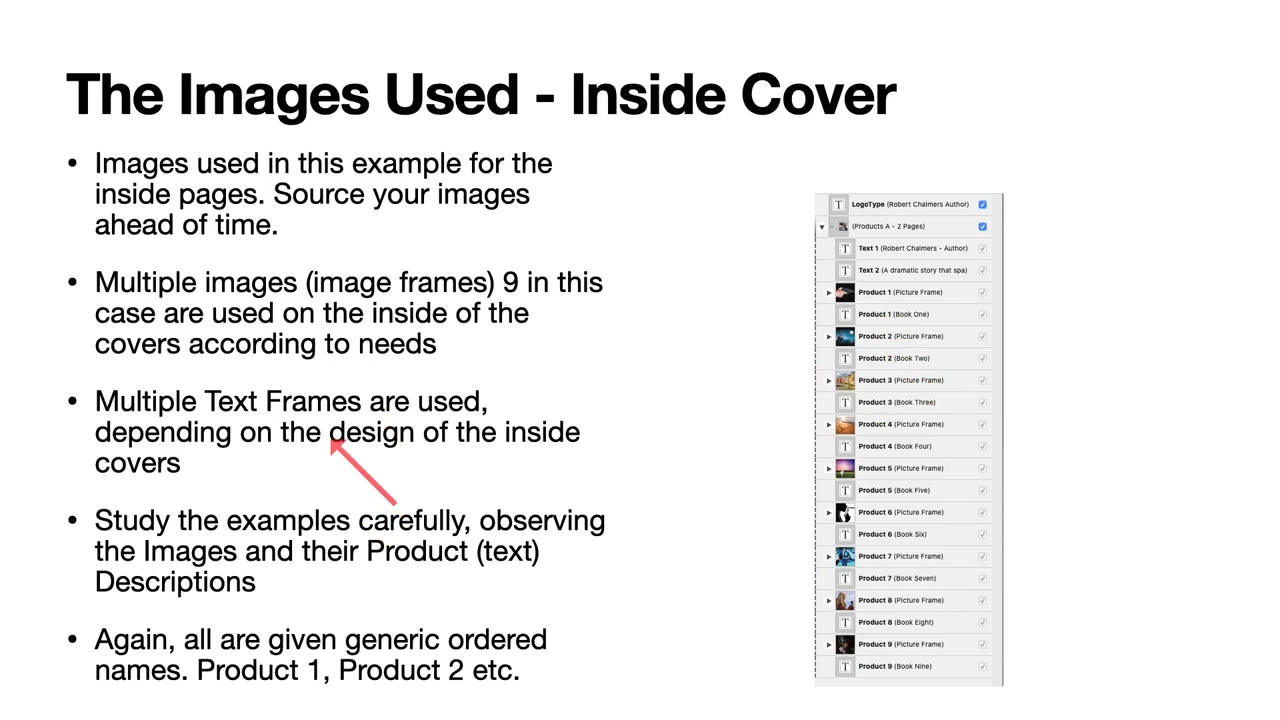 The Images Used - Inside Cover
• Images used in this example for the
inside pages. Source your images
ahead of time.
• Multiple images (image frames) 9 in this
case are used on the inside of the
covers according to needs
• Multiple Text Frames are used,
depending on the design of the inside
covers
• Study the examples carefully, observing
the Images and their Product (text)
Descriptions
• Again, all are given generic ordered
names. Product 1, Product 2 etc.
T LogoType (Robert Chalmers Author)
(Products A - 2 Pages)
T Text 1 (Robert Chalmers - Author)
T Text 2 (A dramatic story that spa)
Product 1 (Picture Frame)
T Product 1 (Book One)
Product 2 (Picture Frame)
T Product 2 (Book Two)
Product 3 (Picture Frame)
T Product 3 (Book Three)
Product 4 (Picture Frame)
T Product 4 (Book Four)
Product 5 (Picture Frame)
T Product 5 (Book Five)
Product 6 (Picture Frame)
T Product 6 (Book Six)
Product 7 (Picture Frame)
T Product 7 (Book Seven)
Product 8 (Picture Frame)
T Product 8 (Book Eight)
Product 9 (Picture Frame)
T Product 9 (Book Nine)